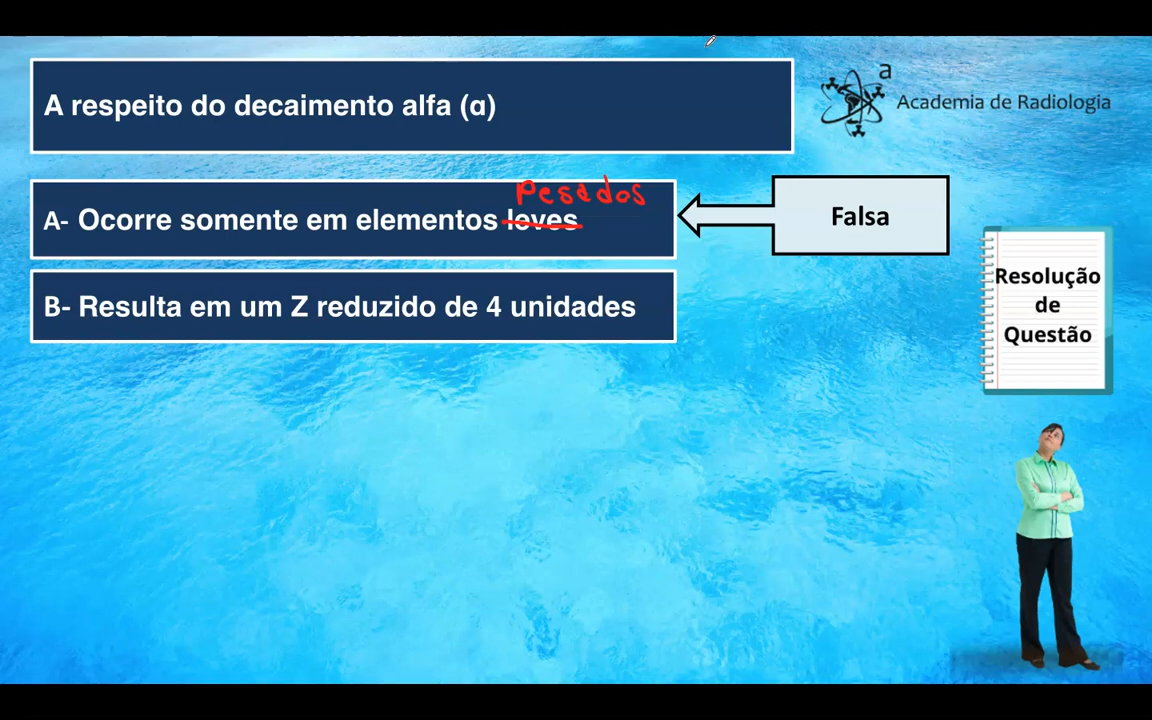 A respeito do decaimento alfa (α)
a
Academia de Radiologia
Pesados
A- Ocorre somente em elementos leves
Falsa
B- Resulta em um Z reduzido de 4 unidades
Resolução
de
Questão